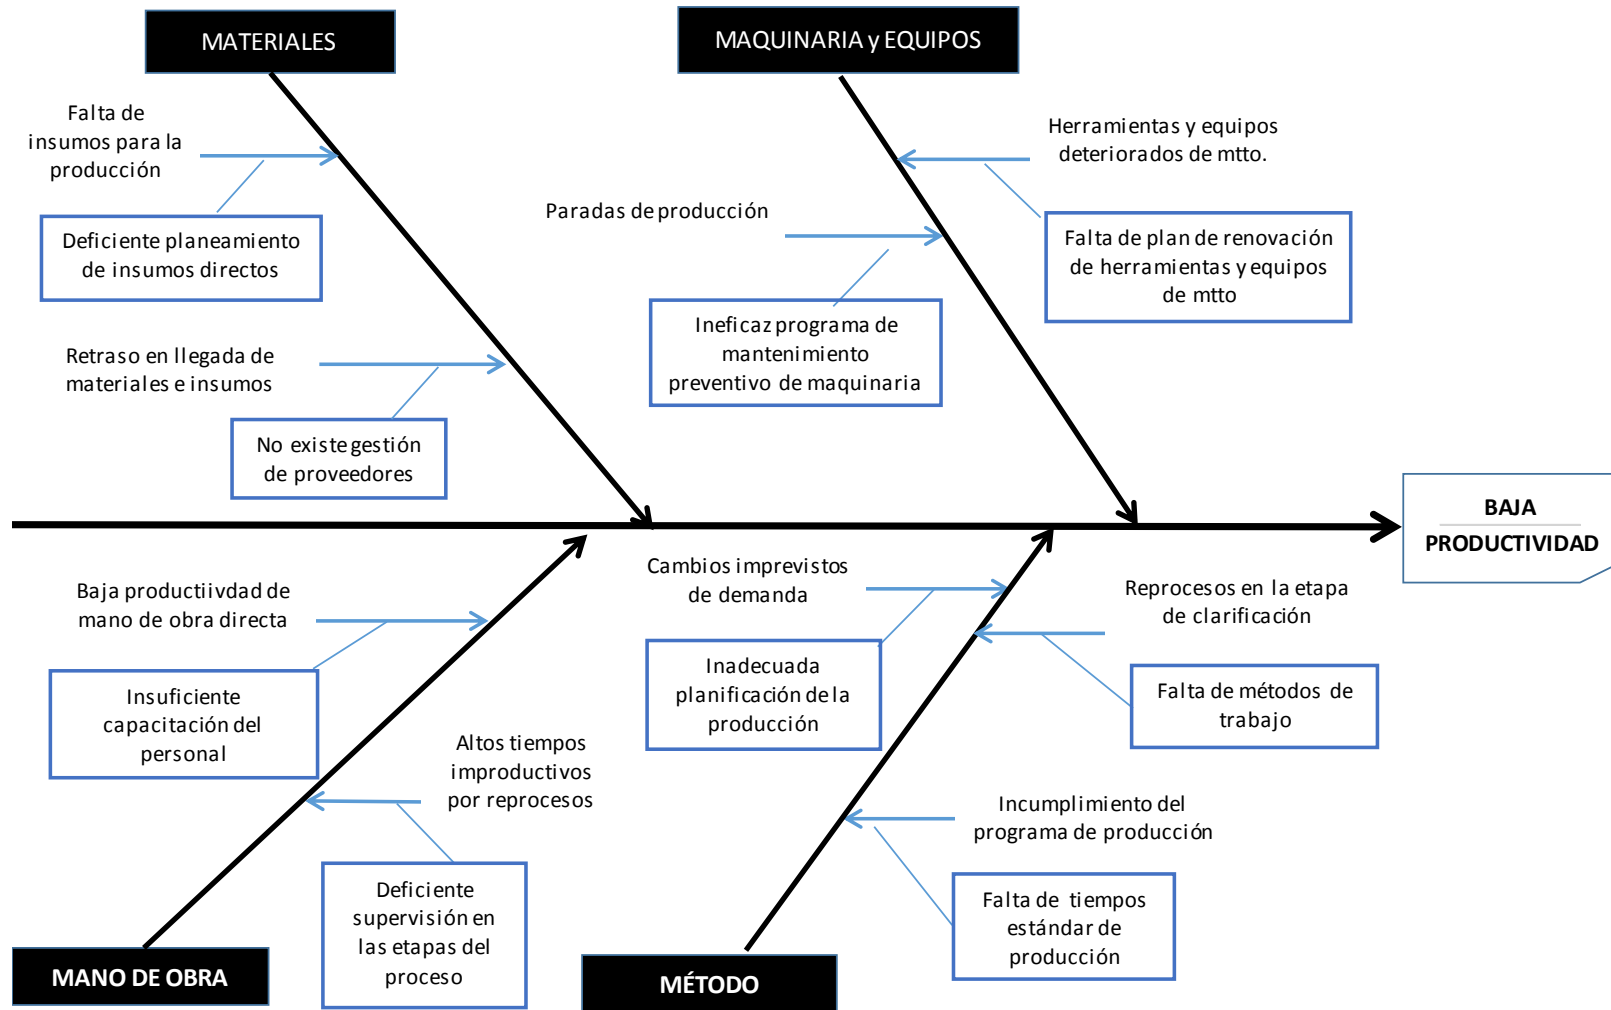 MATERIALES
MAQUINARIA y EQUIPOS
Falta de
insumos para la
producción
Deficiente planeamiento
de insumos directos
Retraso en llegada de
materiales e insumos
No existe gestión
de proveedores
Herramientas y equipos
deteriorados de mtto.
Paradas de producción
Falta de plan de renovación
de herramientas y equipos
de mtto
Ineficaz programa de
mantenimiento
preventivo de maquinaria
BAJA
PRODUCTIVIDAD
Baja productiivdad de
mano de obra directa
Insuficiente
capacitación del
personal
Altos tiempos
improductivos
por reprocesos
Deficiente
supervisión en
las etapas del
proceso
Cambios imprevistos
de demanda
Inadecuada
planificación de la
producción
Reprocesos en la etapa
de clarificación
Falta de métodos de
trabajo
Incumplimiento del
programa de producción
Falta de tiempos
estándar de
producción
MANO DE OBRA
MÉTODO